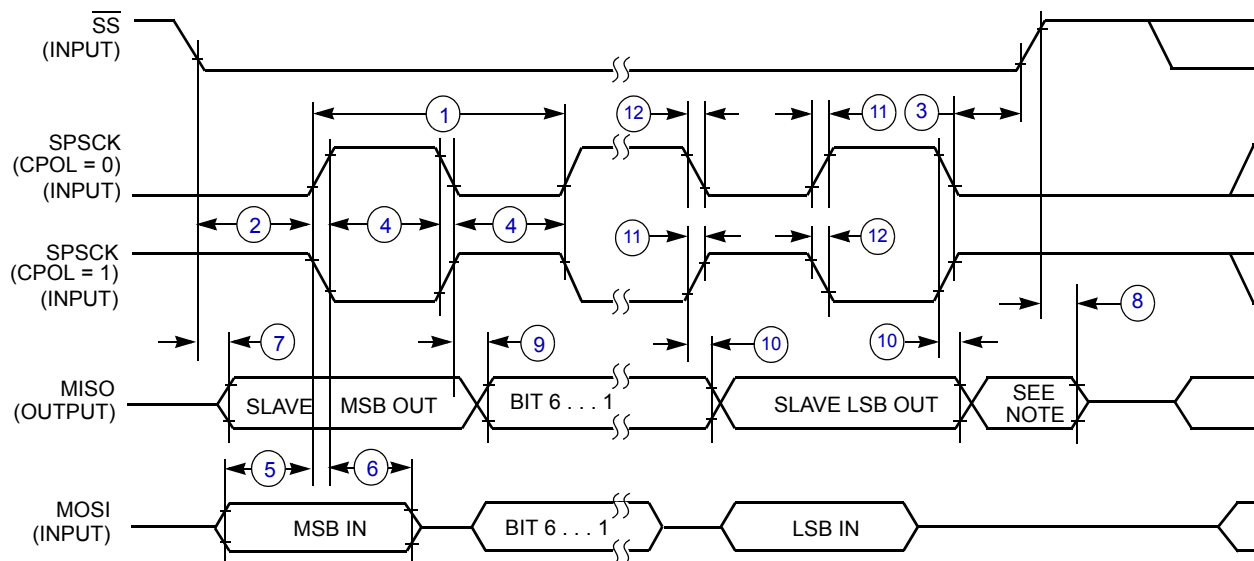 SS
(INPUT)
1
12
11
3
SPSCK
(CPOL = 0)
(INPUT)
2
4
4
11
12
SPSCK
(CPOL = 1)
(INPUT)
7
9
10
10
8
MISO
(OUTPUT)
SLAVE
MSB OUT
BIT 6 . . . 1
SLAVE LSB OUT
SEE
NOTE
5
6
MOSI
(INPUT)
MSB IN
BIT 6 . . . 1
LSB IN